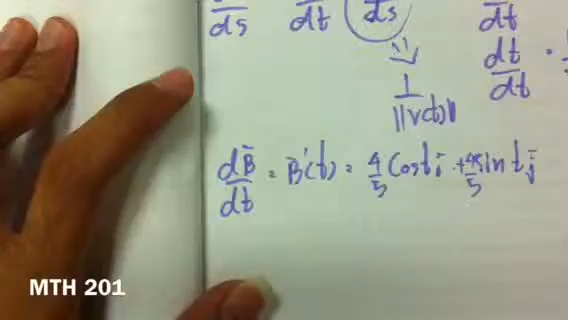 ds dt ds dt
dt
dt
1
||v(t)||
dB̄/dt = B̄'(t) = 4/5 Cost ī + 4/5 sin t j̄
MTH 201